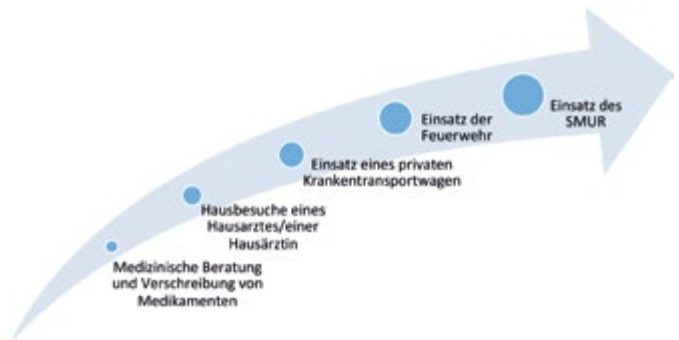 Medizinische Beratung
und Verschreibung von
Medikamenten
Hausbesuche eines
Hausarztes/einer
Hausärztin
Einsatz eines privaten
Krankentransportwagen
Einsatz der
Feuerwehr
Einsatz des
SMUR